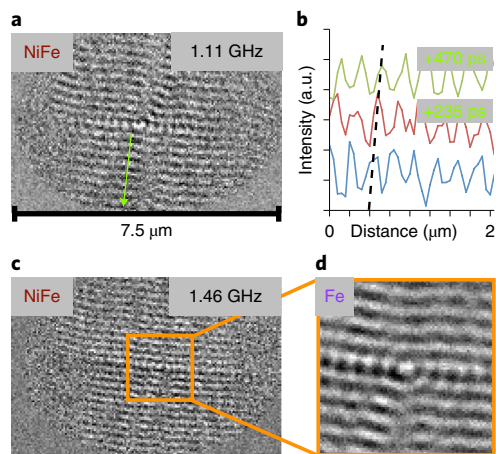 a
NiFe
1.11 GHz
7.5 µm
b
Intensity (a.u.)
+470 ps
+235 ps
0
Distance (µm)
2
c
NiFe
1.46 GHz
d
Fe